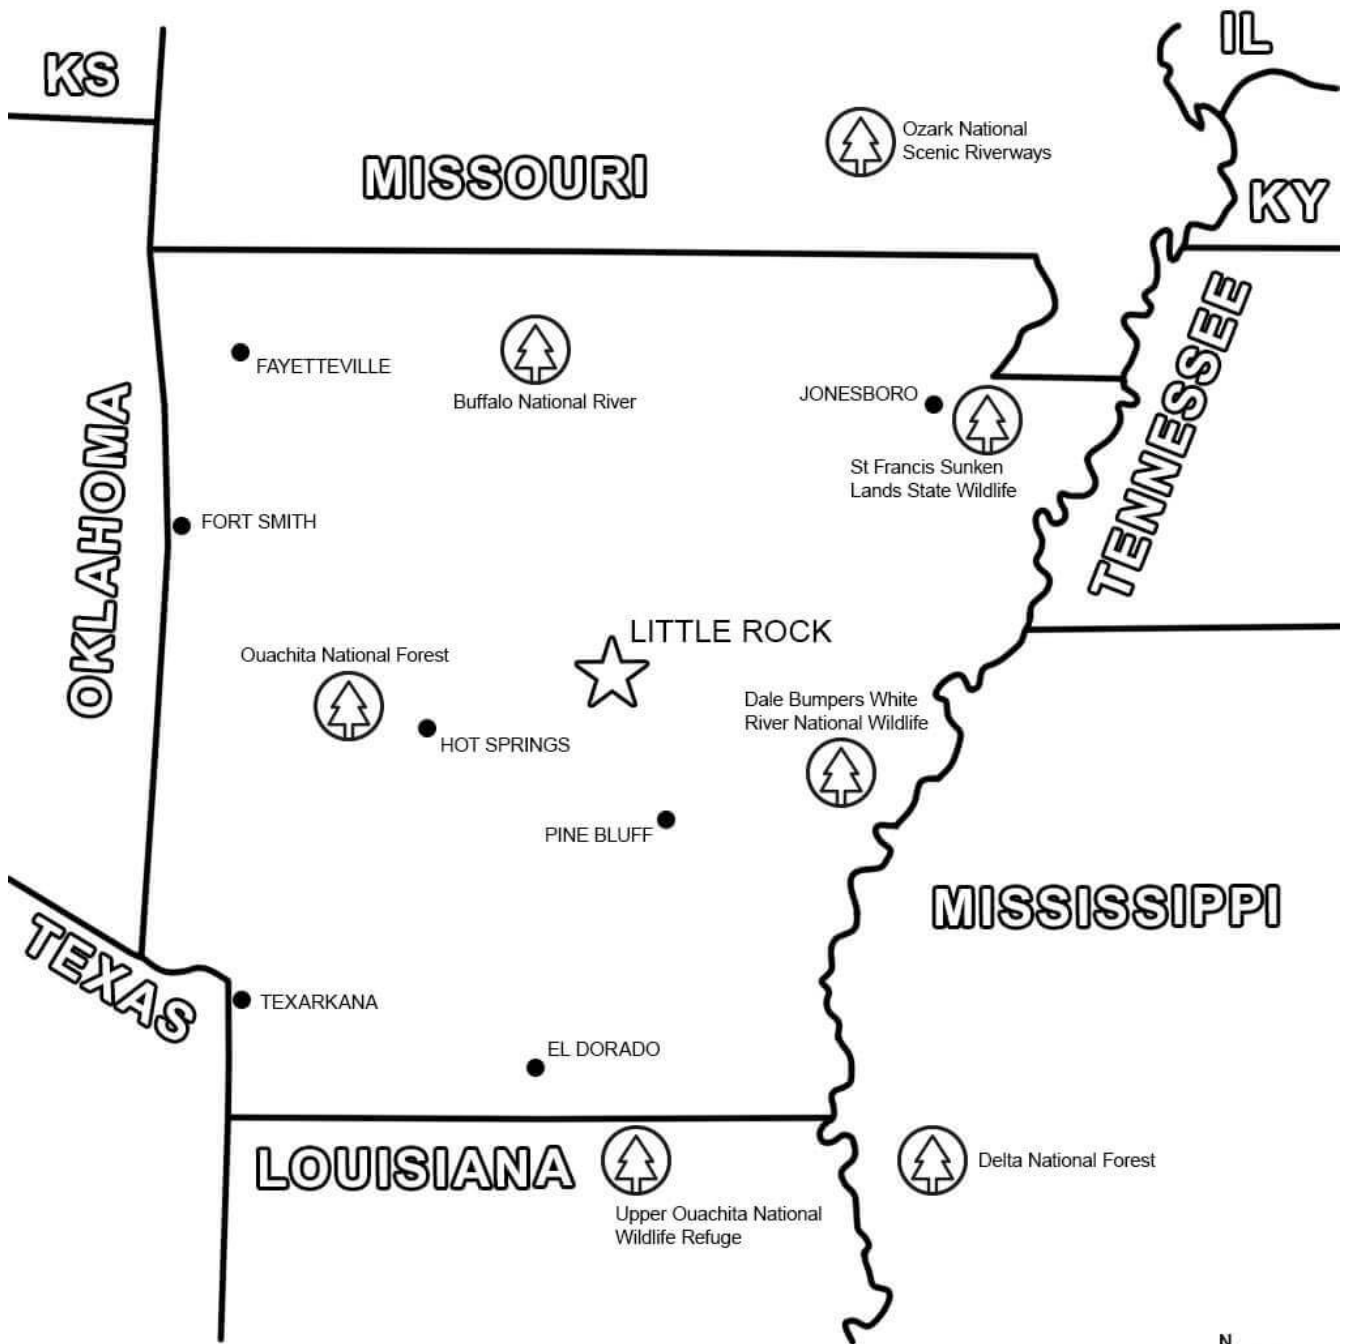 IL
KS
Ozark National
Scenic Riverways
MISSOURI
KY
TENNESSEE
FAYETTEVILLE
Buffalo National River
JONESBORO
OKLAHOMA
St Francis Sunken
Lands State Wildlife
FORT SMITH
LITTLE ROCK
Ouachita National Forest
Dale Bumpers White
River National Wildlife
HOT SPRINGS
PINE BLUFF
MISSISSIPPI
TEXAS
TEXARKANA
EL DORADO
LOUISIANA
Delta National Forest
Upper Ouachita National
Wildlife Refuge
N